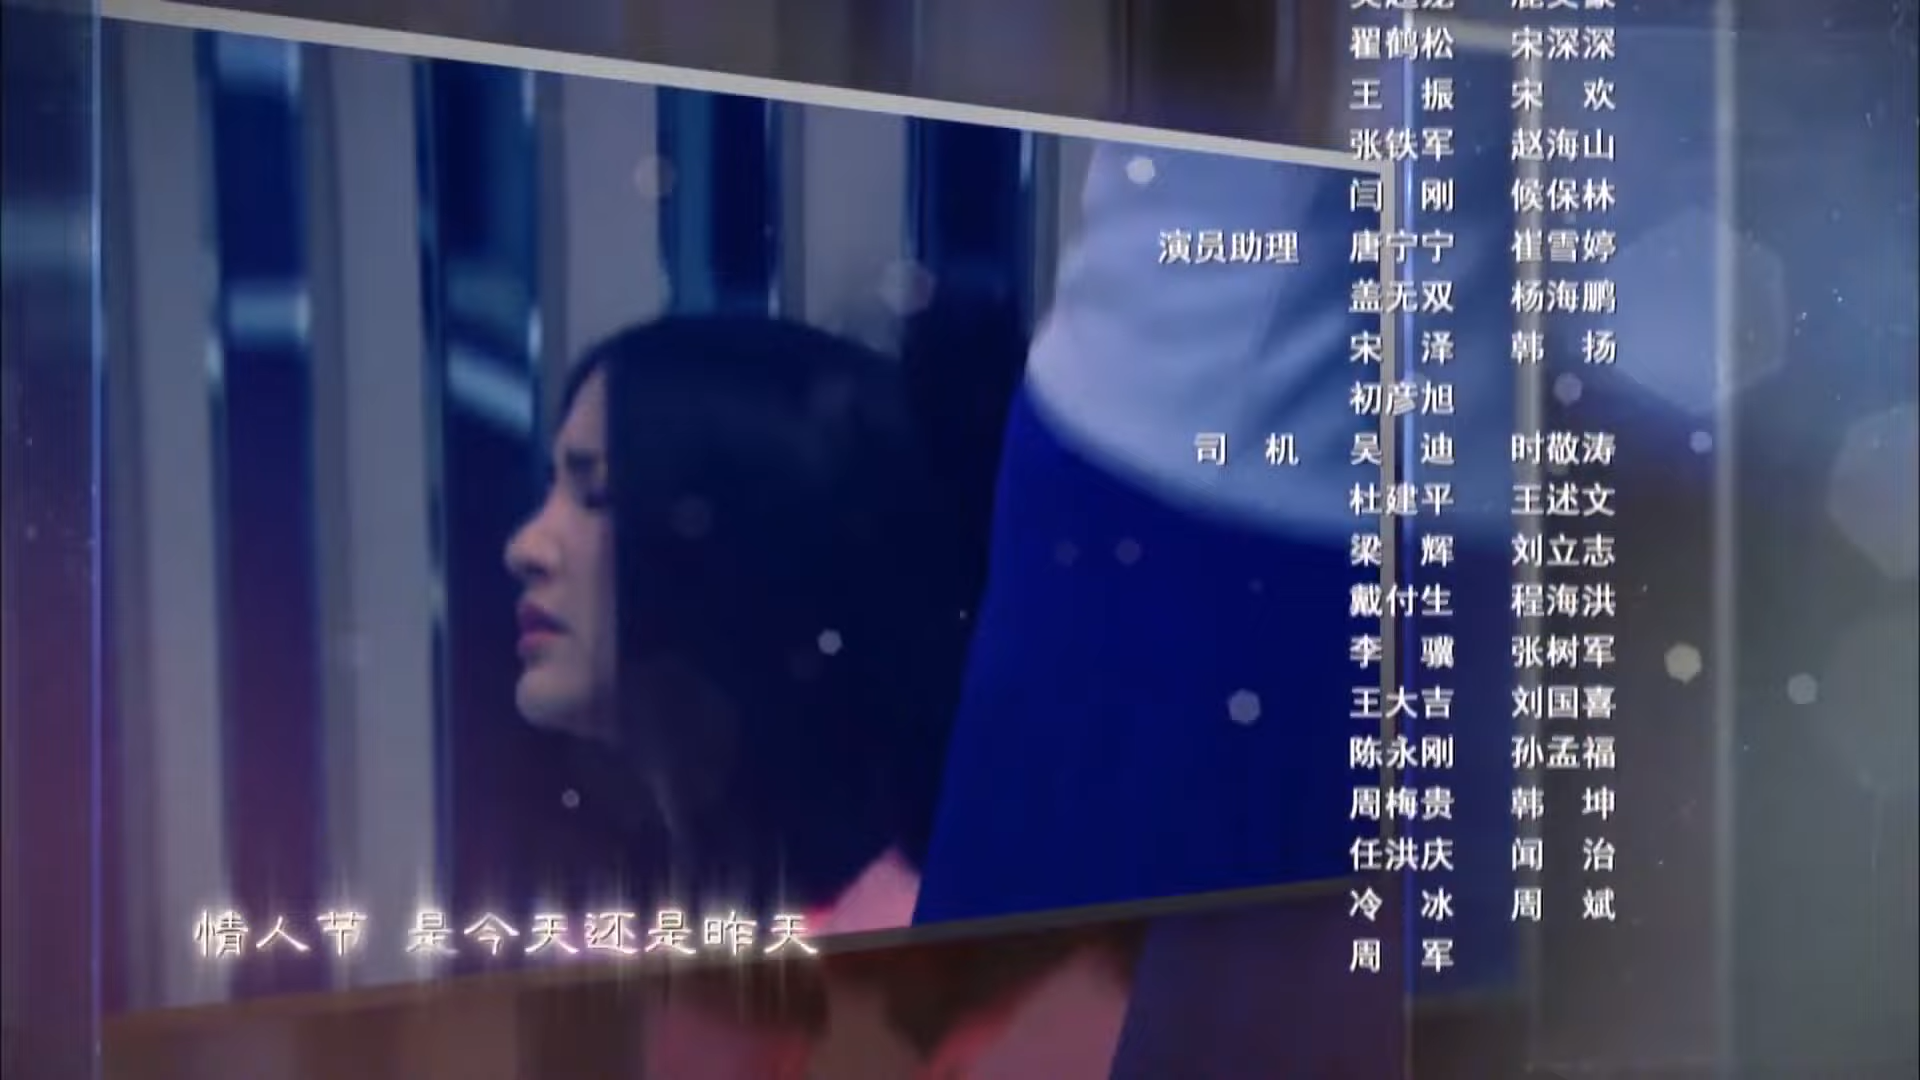 翟鹤松 宋深深
王 振 宋 欢
张铁军 赵海山
闫 刚 候保林
演员助理 唐宁宁 崔雪婷
盖无双 杨海鹏
宋 泽 韩 扬
初彦旭
司 机 吴 迪 时敬涛
杜建平 王述文
梁 辉 刘立志
戴付生 程海洪
李 骥 张树军
王大吉 刘国喜
陈永刚 孙孟福
周梅贵 韩 坤
任洪庆 闻 治
冷 冰 周 斌
周 军
情人节 是今天还是昨天